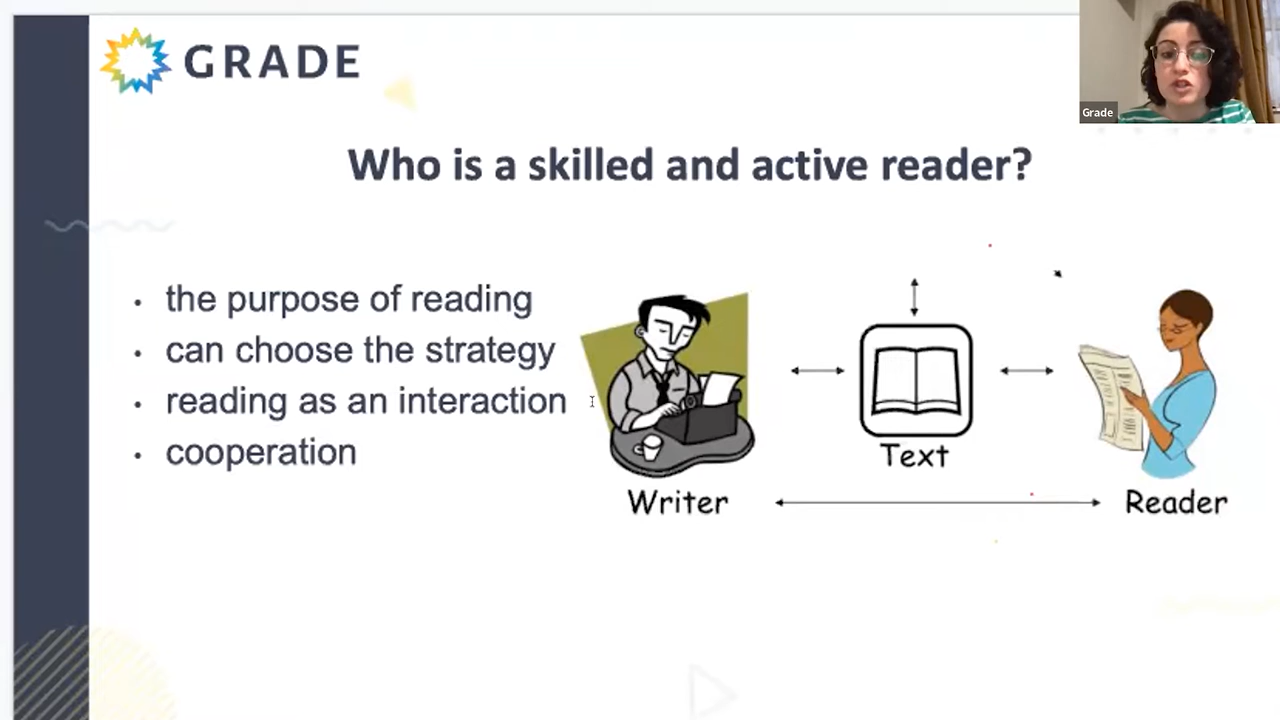 GRADE
Grade
Who is a skilled and active reader?
• the purpose of reading
• can choose the strategy
• reading as an interaction
• cooperation
Text
Writer
Reader